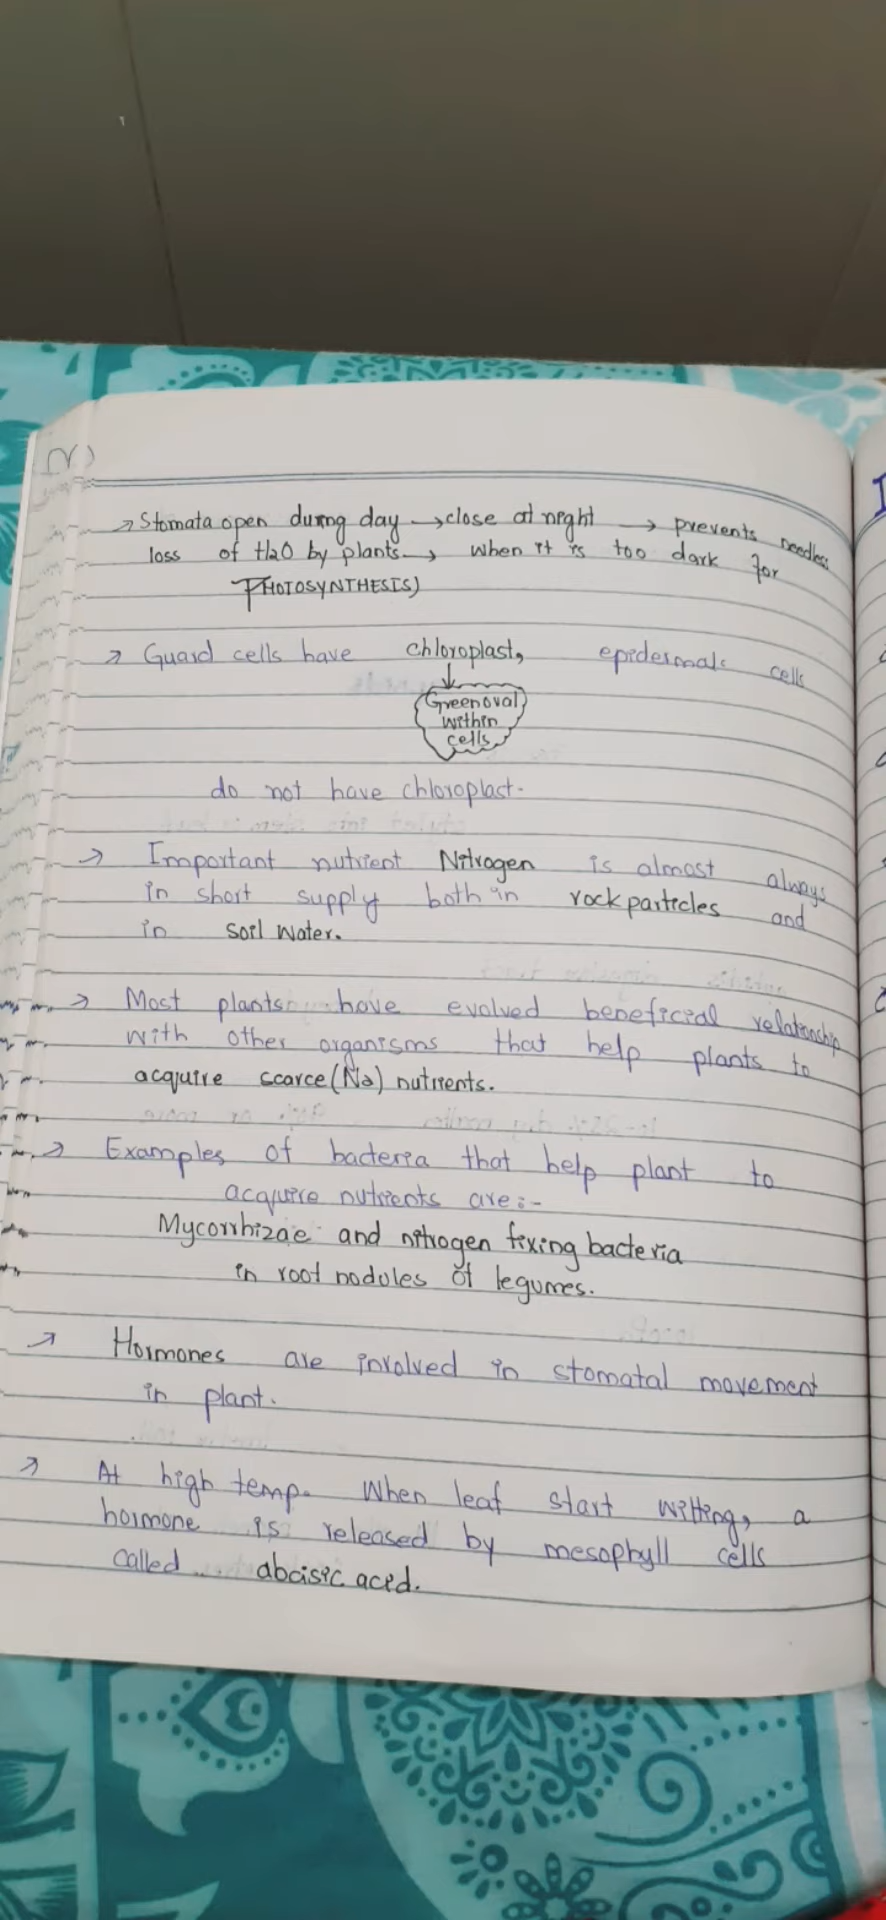 → Stomata open during day → close at night → prevents needless
loss of H2O by plants → when it is too dark for
PHOTOSYNTHESIS)
→ Guard cells have chloroplast, epidermals cells
↓
Green oval
within
cells
do not have chloroplast.
→ Important nutrient Nitrogen is almost always
in short supply both in rock particles and
in soil water.
→ Most plants have evolved beneficial relationship
with other organisms that help plants to
acquire scarce (Na) nutrients.
→ Examples of bacteria that help plant to
acquire nutrients are:-
Mycorrhizae and nitrogen fixing bacteria
in root nodules of legumes.
→ Hormones are involved in stomatal movement
in plant.
→ At high temp. When leaf start wilting, a
hormone is released by mesophyll cells
called abcisic acid.